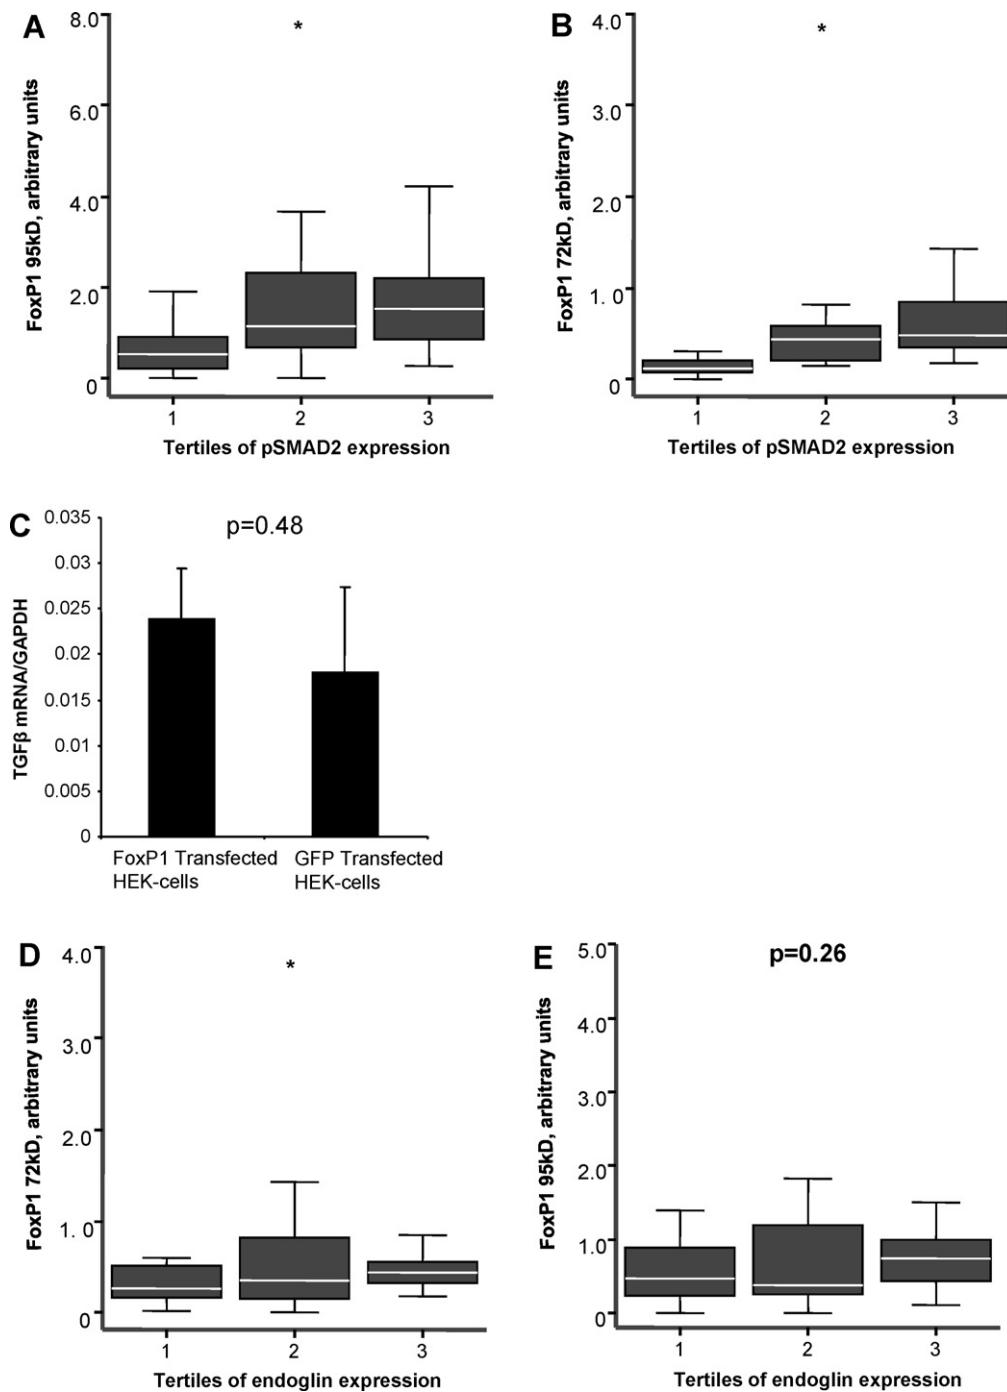 A
FoxP1 95kD, arbitrary units
8.0
6.0
4.0
2.0
0
*
1 2 3
Tertiles of pSMAD2 expression
B
FoxP1 72kD, arbitrary units
4.0
3.0
2.0
1.0
0
*
1 2 3
Tertiles of pSMAD2 expression
C
TGFβ mRNA/GAPDH
0.035
0.03
0.025
0.02
0.015
0.01
0.005
0
p=0.48
FoxP1 Transfected
HEK-cells
GFP Transfected
HEK-cells
D
FoxP1 72kD, arbitrary units
4.0
3.0
2.0
1.0
0
*
1 2 3
Tertiles of endoglin expression
E
FoxP1 95kD, arbitrary units
5.0
4.0
3.0
2.0
1.0
0
p=0.26
1 2 3
Tertiles of endoglin expression